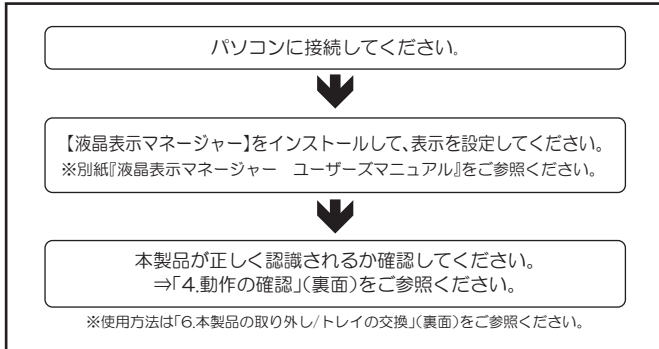 パソコンに接続してください。
【液晶表示マネージャー】をインストールして、表示を設定してください。
※別紙『液晶表示マネージャー　ユーザーズマニュアル』をご参照ください。
本製品が正しく認識されるか確認してください。
⇒「4.動作の確認」(裏面)をご参照ください。
※使用方法は「6.本製品の取り外し/トレイの交換」(裏面)をご参照ください。